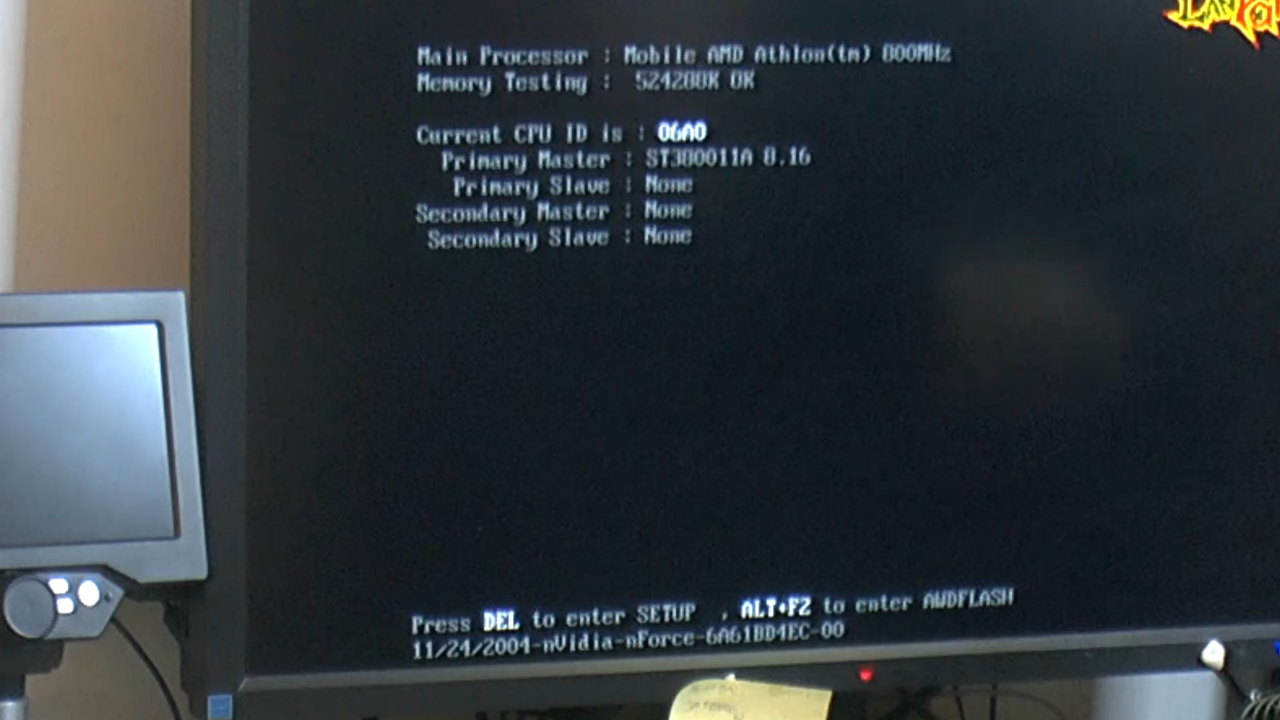 Main Processor : Mobile AMD Athlon(tm) 800MHz
Memory Testing : 524288K OK
Current CPU ID is : 06A0
Primary Master : ST380011A 8.16
Primary Slave : None
Secondary Master : None
Secondary Slave : None
Press DEL to enter SETUP , ALT+F2 to enter AWDFLASH
11/24/2004-nVidia-nForce-6A61BD4EC-00